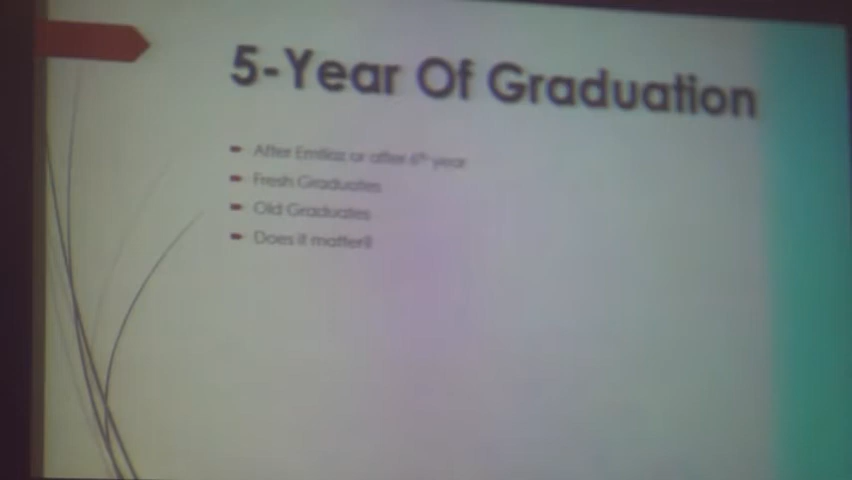 5-Year Of Graduation
After Emtiaz or after 6th year
Fresh Graduates
Old Graduates
Does it matter?